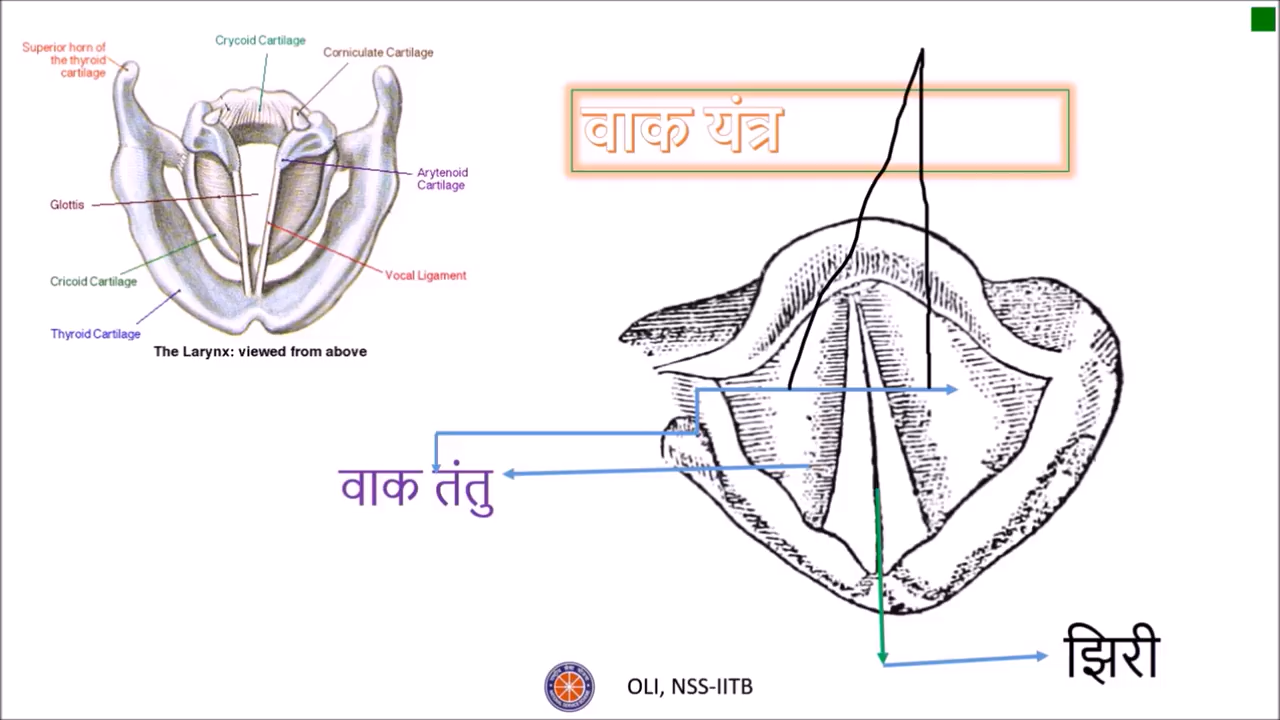 Crycoid Cartilage
Superior horn of
the thyroid
cartilage
Corniculate Cartilage
वाक यंत्र
Arytenoid
Cartilage
Glottis
Cricoid Cartilage
Vocal Ligament
Thyroid Cartilage
The Larynx: viewed from above
वाक तंतु
झिरी
OLI, NSS-IITB